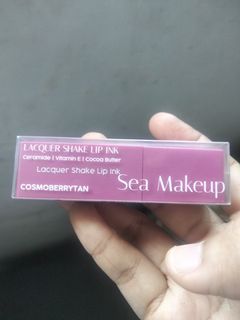 LACQUER SHAKE LIP INK
Ceramide | Vitamin E | Cocoa Butter
Lacquer Shake Lip Ink
COSMOBERRYTAN
Sea Makeup